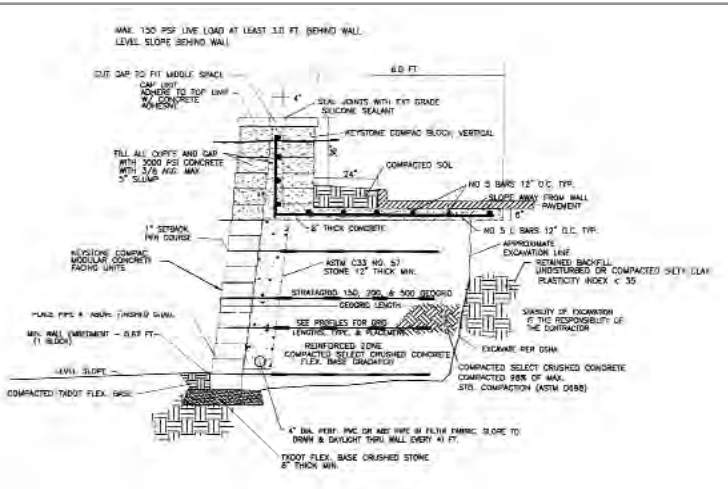 MAX. 150 PSF LIVE LOAD AT LEAST 3.0 FT. BEHIND WALL
LEVEL SLOPE BEHIND WALL
CUT CAP TO FIT MIDDLE SPACE
CAP UNIT
ADHERE TO TOP UNIT
W/ CONCRETE
ADHESIVE
4"
6.0 FT.
SEAL JOINTS WITH EXT GRADE
SILICONE SEALANT
KEYSTONE COMPAC BLOCK, VERTICAL
FILL ALL CORES AND GAP
WITH 3000 PSI CONCRETE
WITH 3/8 AGG. MAX
5" SLUMP
36"
COMPACTED SOIL
24"
NO 5 BARS 12" O.C. TYP.
SLOPE AWAY FROM WALL
PAVEMENT
6"
8" THICK CONCRETE
NO 5 L BARS 12" O.C. TYP.
1" SETBACK
PER COURSE
APPROXIMATE
EXCAVATION LINE
KEYSTONE COMPAC
MODULAR CONCRETE
FACING UNITS
ASTM C33 NO. 57
STONE 12" THICK MIN.
RETAINED BACKFILL
UNDISTURBED OR COMPACTED SILTY CLAY
PLASTICITY INDEX < 35
STRATAGRID 150, 200, & 500 GEOGRID
GEOGRID LENGTH
PLACE PIPE 4" ABOVE FINISHED GRADE
SEE PROFILES FOR GRID
LENGTHS, TYPE, & PLACEMENT
STABILITY OF EXCAVATION
IS THE RESPONSIBILITY OF
THE CONTRACTOR
MIN. WALL EMBEDMENT - 0.67 FT
(1 BLOCK)
REINFORCED ZONE
COMPACTED SELECT CRUSHED CONCRETE
FLEX. BASE GRADATION
EXCAVATE PER OSHA
LEVEL SLOPE
COMPACTED SELECT CRUSHED CONCRETE
COMPACTED 98% OF MAX.
STD. COMPACTION (ASTM D698)
COMPACTED TXDOT FLEX. BASE
4" DIA. PERF. PVC OR ABS PIPE IN FILTER FABRIC SLOPE TO
DRAIN & DAYLIGHT THRU WALL EVERY 41 FT.
TXDOT FLEX. BASE CRUSHED STONE
6" THICK MIN.